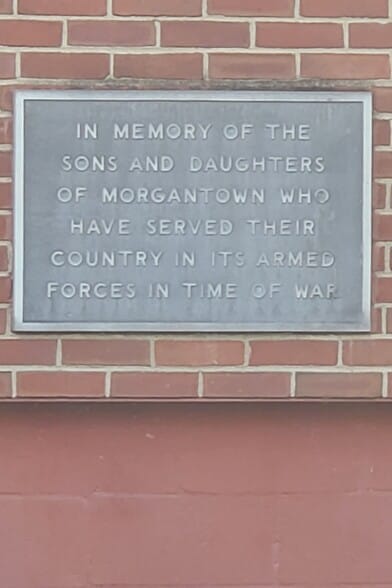 IN MEMORY OF THE
SONS AND DAUGHTERS
OF MORGANTOWN WHO
HAVE SERVED THEIR
COUNTRY IN ITS ARMED
FORCES IN TIME OF WAR